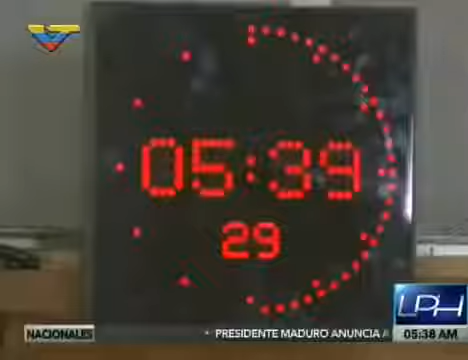 05:39
29
LPH
NACIONALES
PRESIDENTE MADURO ANUNCIA A
05:38 AM